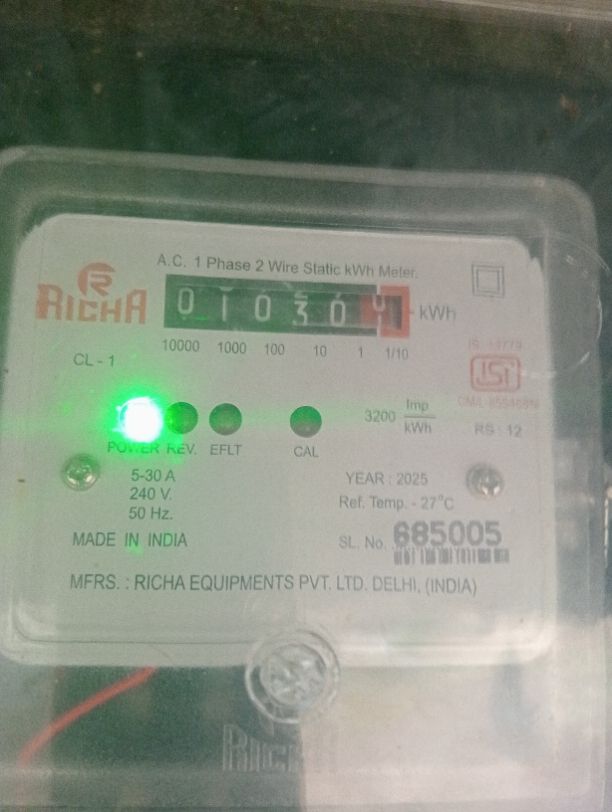 A.C. 1 Phase 2 Wire Static kWh Meter.
RICHA
0 1 0 3 0 kWh
10000 1000 100 10 1 1/10
CL - 1
ISI
3200 Imp/kWh
RS : 12
POWER REV. EFLT CAL
5-30 A
240 V.
50 Hz.
YEAR : 2025
Ref. Temp. - 27°C
MADE IN INDIA
SL. No. 685005
MFRS. : RICHA EQUIPMENTS PVT. LTD. DELHI, (INDIA)
RICHA